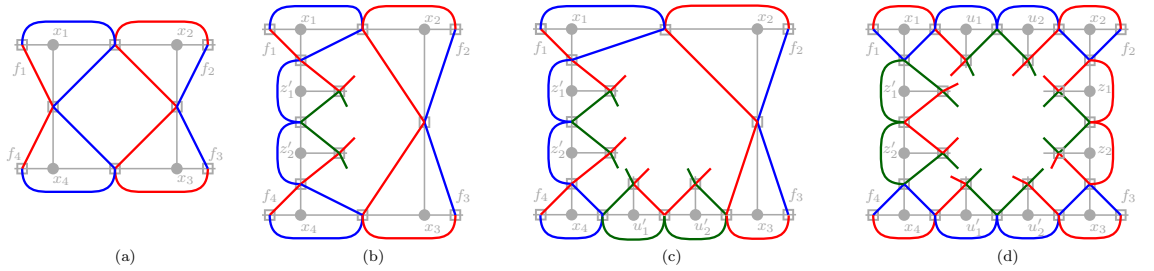 x₁ x₂
f₁ f₂
f₄ f₃
x₄ x₃
(a)
x₁ x₂
f₁ f₂
z′₁
z′₂
f₄ f₃
x₄ x₃
(b)
x₁ x₂
f₁ f₂
z′₁
z′₂
f₄ f₃
x₄ u′₁ u′₂ x₃
(c)
x₁ u₁ u₂ x₂
f₁ f₂
z′₁ z₁
z′₂ z₂
f₄ f₃
x₄ u′₁ u′₂ x₃
(d)